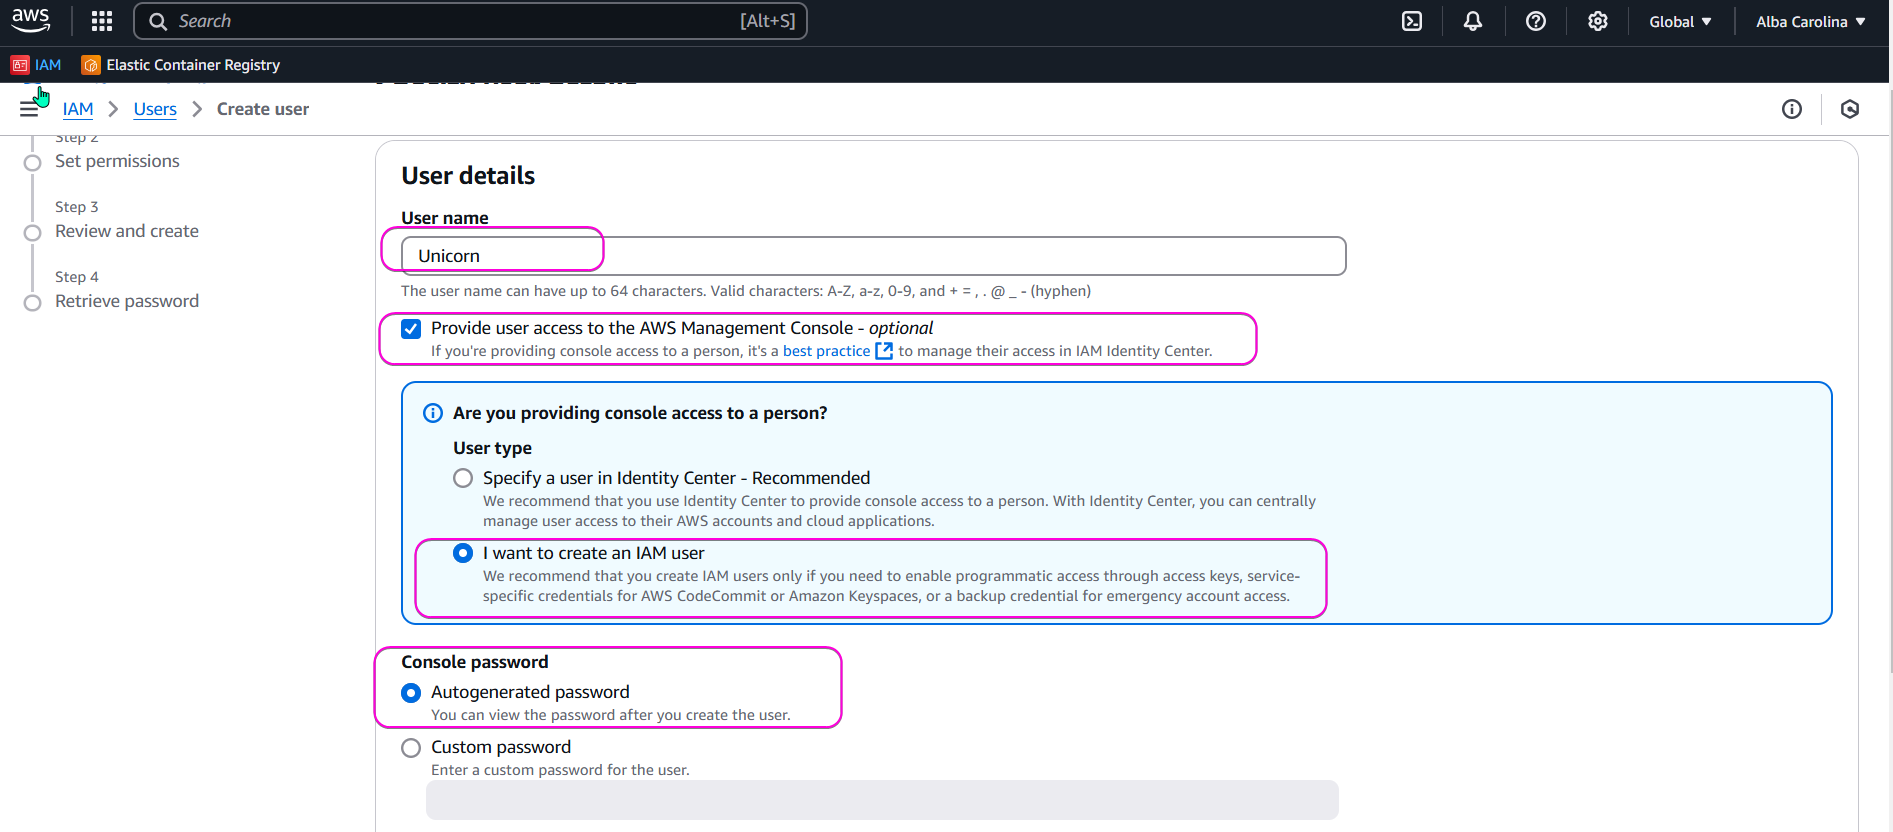 aws
Search
[Alt+S]
Global
Alba Carolina
IAM
Elastic Container Registry
IAM
Users
Create user
Step 2
Set permissions
Step 3
Review and create
Step 4
Retrieve password
User details
User name
Unicorn
The user name can have up to 64 characters. Valid characters: A-Z, a-z, 0-9, and + = , . @ _ - (hyphen)
Provide user access to the AWS Management Console - optional
If you're providing console access to a person, it's a best practice to manage their access in IAM Identity Center.
Are you providing console access to a person?
User type
Specify a user in Identity Center - Recommended
We recommend that you use Identity Center to provide console access to a person. With Identity Center, you can centrally
manage user access to their AWS accounts and cloud applications.
I want to create an IAM user
We recommend that you create IAM users only if you need to enable programmatic access through access keys, service-
specific credentials for AWS CodeCommit or Amazon Keyspaces, or a backup credential for emergency account access.
Console password
Autogenerated password
You can view the password after you create the user.
Custom password
Enter a custom password for the user.